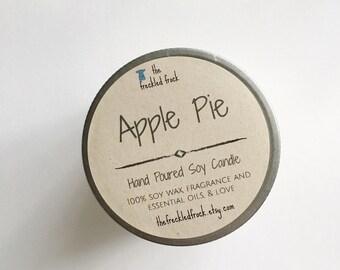 the
freckled frock
Apple Pie
Hand Poured Soy Candle
100% SOY WAX, FRAGRANCE AND
ESSENTIAL OILS, & LOVE
thefreckledfrock.etsy.com